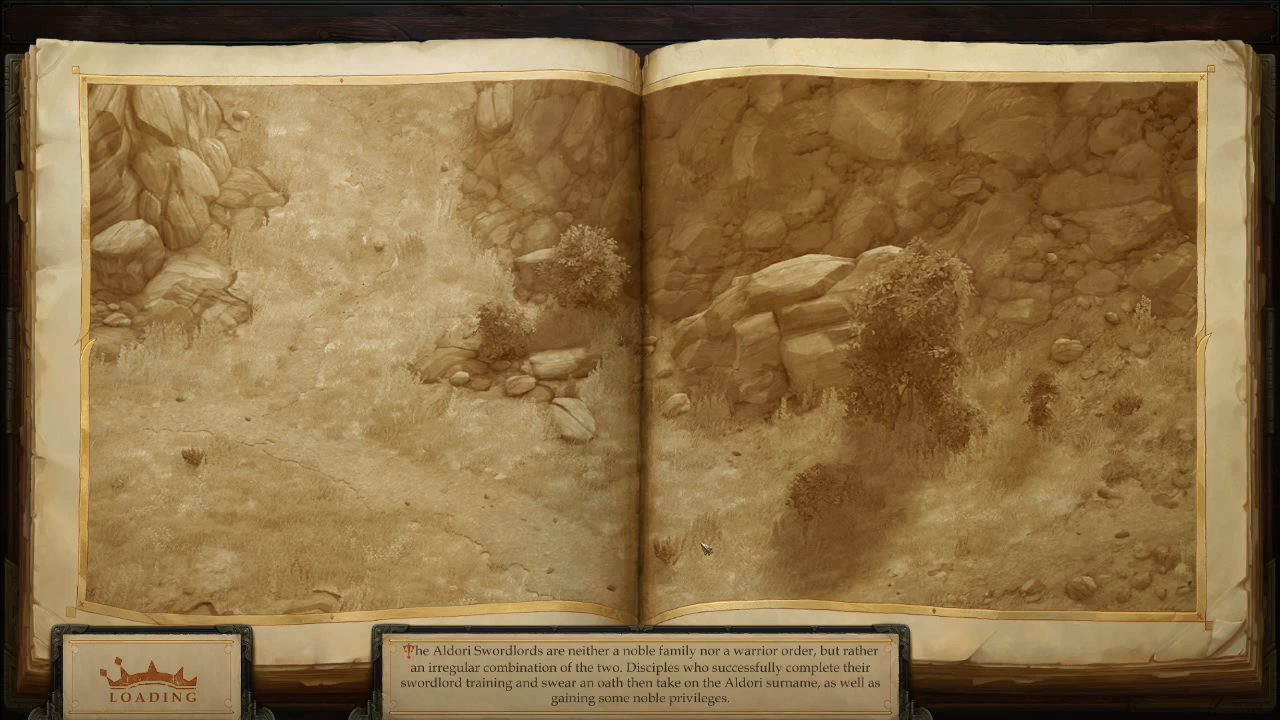 The Aldori Swordlords are neither a noble family nor a warrior order, but rather
an irregular combination of the two. Disciples who successfully complete their
swordlord training and swear an oath then take on the Aldori surname, as well as
gaining some noble privileges.
LOADING